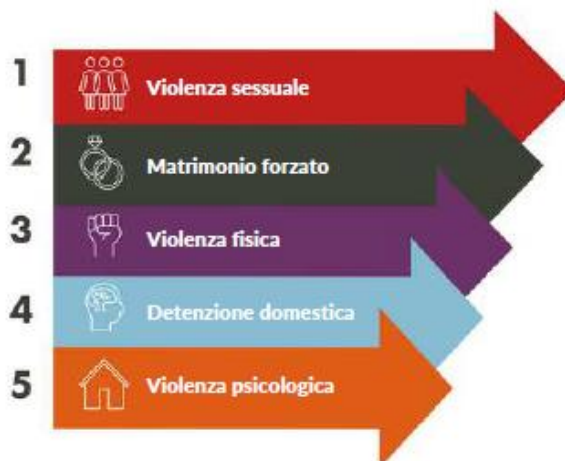 1 Violenza sessuale
2 Matrimonio forzato
3 Violenza fisica
4 Detenzione domestica
5 Violenza psicologica